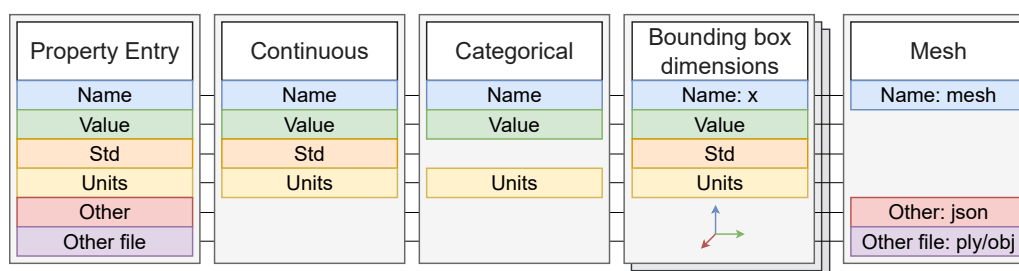 Property Entry
Name
Value
Std
Units
Other
Other file
Continuous
Name
Value
Std
Units
Categorical
Name
Value
Units
Bounding box
dimensions
Name: x
Value
Std
Units
Mesh
Name: mesh
Other: json
Other file: ply/obj